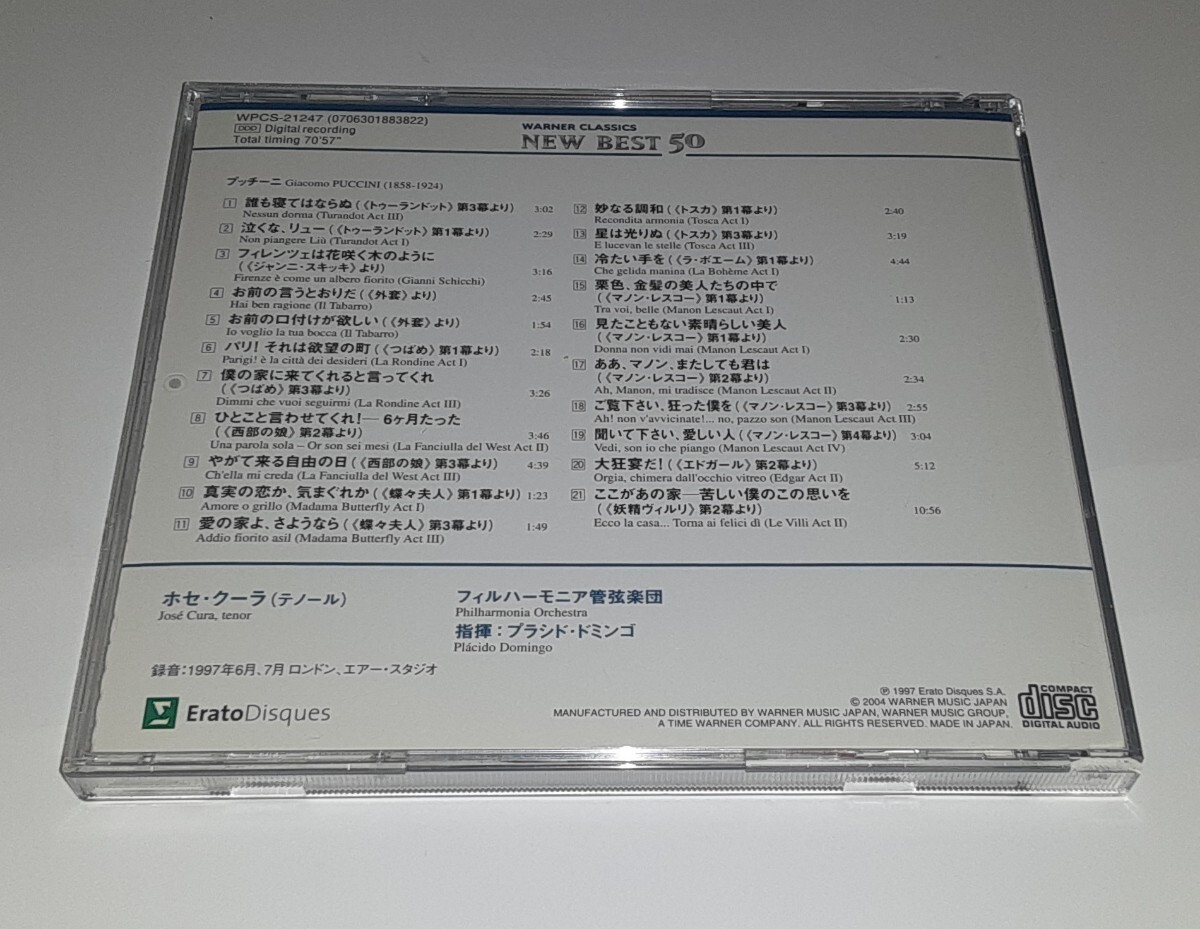 WPCS-21247 (0706301883822)
DDD Digital recording
Total timing 70'57"
WARNER CLASSICS
NEW BEST 50
プッチーニ Giacomo PUCCINI (1858-1924)
1 誰も寝てはならぬ(《トゥーランドット》第3幕より) 3:02
Nessun dorma (Turandot Act III)
2 泣くな、リュー(《トゥーランドット》第1幕より) 2:29
Non piangere Liù (Turandot Act I)
3 フィレンツェは花咲く木のように
(《ジャンニ・スキッキ》より) 3:16
Firenze è come un albero fiorito (Gianni Schicchi)
4 お前の言うとおりだ(《外套》より) 2:45
Hai ben ragione (Il Tabarro)
5 お前の口付けが欲しい(《外套》より) 1:54
Io voglio la tua bocca (Il Tabarro)
6 パリ! それは欲望の町(《つばめ》第1幕より) 2:18
Parigi! è la città dei desideri (La Rondine Act I)
7 僕の家に来てくれると言ってくれ
(《つばめ》第3幕より) 3:26
Dimmi che vuoi seguirmi (La Rondine Act III)
8 ひとこと言わせてくれ!— 6ヶ月たった
(《西部の娘》第2幕より) 3:46
Una parola sola – Or son sei mesi (La Fanciulla del West Act II)
9 やがて来る自由の日(《西部の娘》第3幕より) 4:39
Ch'ella mi creda (La Fanciulla del West Act III)
10 真実の恋か、気まぐれか(《蝶々夫人》第1幕より) 1:23
Amore o grillo (Madama Butterfly Act I)
11 愛の家よ、さようなら(《蝶々夫人》第3幕より) 1:49
Addio fiorito asil (Madama Butterfly Act III)
12 妙なる調和(《トスカ》第1幕より) 2:40
Recondita armonia (Tosca Act I)
13 星は光りぬ(《トスカ》第3幕より) 3:19
E lucevan le stelle (Tosca Act III)
14 冷たい手を(《ラ・ボエーム》第1幕より) 4:44
Che gelida manina (La Bohème Act I)
15 栗色、金髪の美人たちの中で
(《マノン・レスコー》第1幕より) 1:13
Tra voi, belle (Manon Lescaut Act I)
16 見たこともない素晴らしい美人
(《マノン・レスコー》第1幕より) 2:30
Donna non vidi mai (Manon Lescaut Act I)
17 ああ、マノン、またしても君は
(《マノン・レスコー》第2幕より) 2:34
Ah, Manon, mi tradisce (Manon Lescaut Act II)
18 ご覧下さい、狂った僕を(《マノン・レスコー》第3幕より) 2:55
Ah! non v'avvicinate!... no, pazzo son (Manon Lescaut Act III)
19 聞いて下さい、愛しい人(《マノン・レスコー》第4幕より) 3:04
Vedi, son io che piango (Manon Lescaut Act IV)
20 大狂宴だ!(《エドガール》第2幕より) 5:12
Orgia, chimera dall'occhio vitreo (Edgar Act II)
21 ここがあの家—苦しい僕のこの思いを
(《妖精ヴィルリ》第2幕より) 10:56
Ecco la casa... Torna ai felici dì (Le Villi Act II)
ホセ・クーラ(テノール)
José Cura, tenor
フィルハーモニア管弦楽団
Philharmonia Orchestra
指揮:プラシド・ドミンゴ
Plácido Domingo
録音:1997年6月、7月 ロンドン、エアー・スタジオ
EratoDisques
℗ 1997 Erato Disques S.A.
© 2004 WARNER MUSIC JAPAN
MANUFACTURED AND DISTRIBUTED BY WARNER MUSIC JAPAN, WARNER MUSIC GROUP,
A TIME WARNER COMPANY. ALL RIGHTS RESERVED. MADE IN JAPAN.
COMPACT
disc
DIGITAL AUDIO